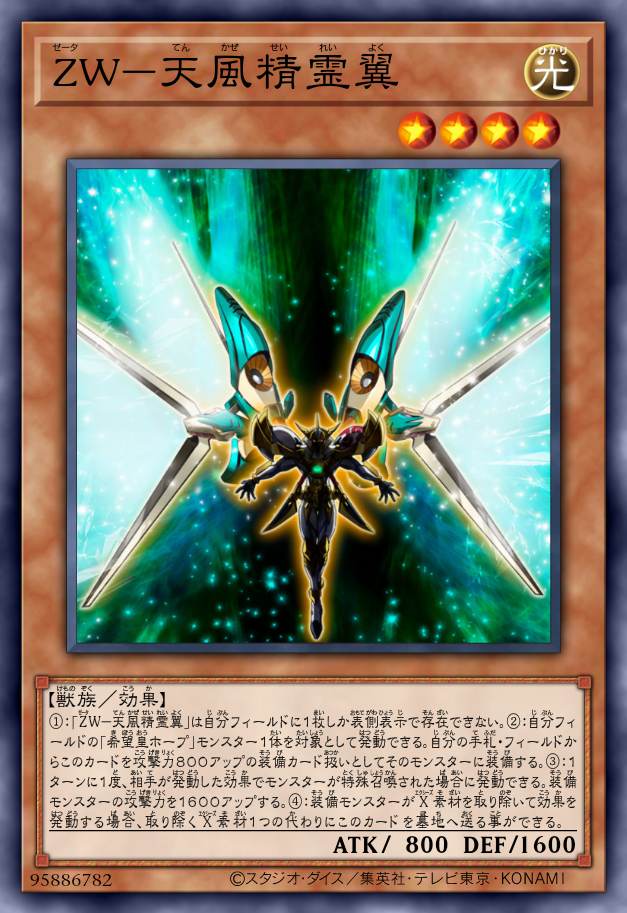 ZW－天風精霊翼
光
【獣族／効果】
①：「ZW－天風精霊翼」は自分フィールドに1枚しか表側表示で存在できない。②：自分フィ
ールドの「希望皇ホープ」モンスター1体を対象として発動できる。自分の手札・フィールドか
らこのカードを攻撃力800アップの装備カード扱いとしてそのモンスターに装備する。③：1
ターンに1度、相手が発動した効果でモンスターが特殊召喚された場合に発動できる。装備
モンスターの攻撃力を1600アップする。④：装備モンスターがX素材を取り除いて効果を
発動する場合、取り除くX素材1つの代わりにこのカードを墓地へ送る事ができる。
ATK/ 800 DEF/1600
95886782 ©スタジオ・ダイス／集英社・テレビ東京・KONAMI